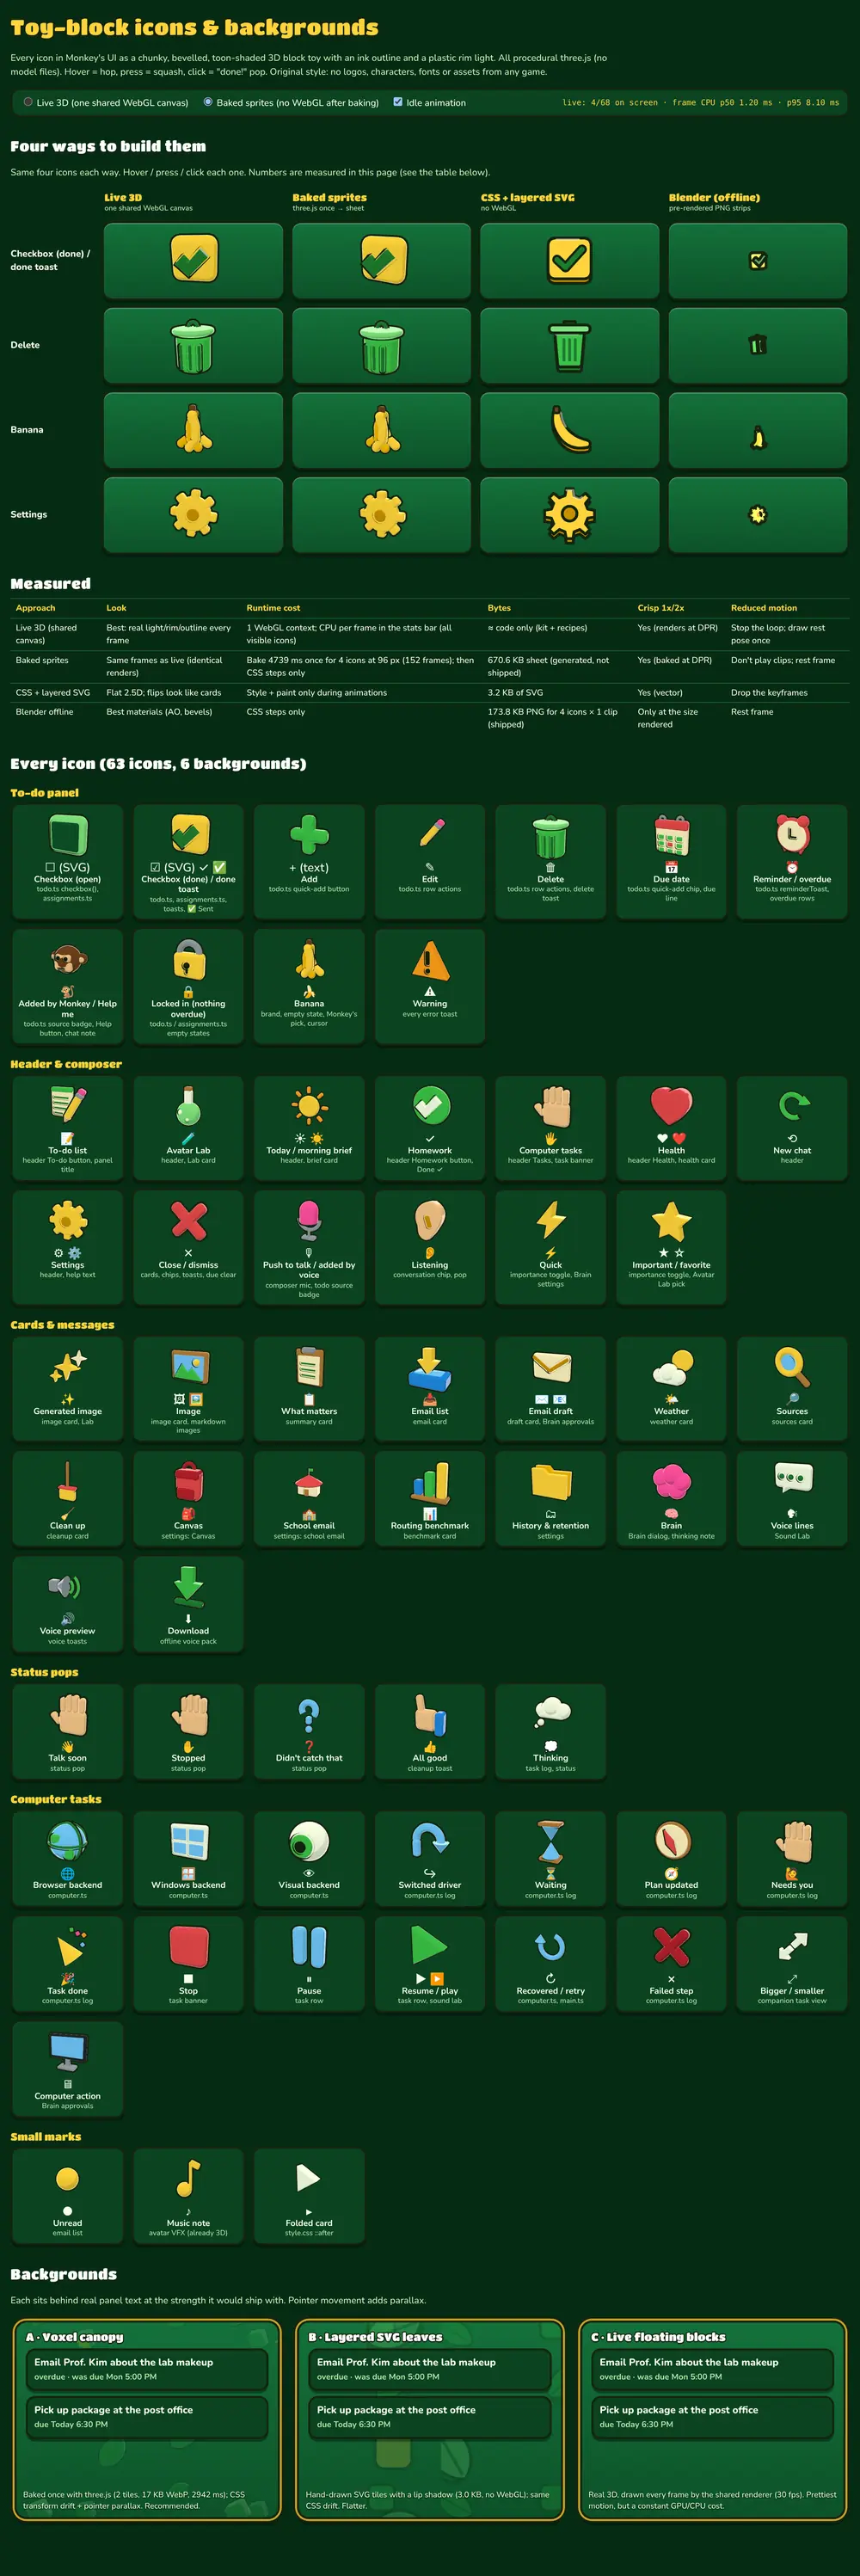 Toy-block icons & backgrounds
Every icon in Monkey's UI as a chunky, bevelled, toon-shaded 3D block toy with an ink outline and a plastic rim light. All procedural three.js (no
model files). Hover = hop, press = squash, click = "done!" pop. Original style: no logos, characters, fonts or assets from any game.
Live 3D (one shared WebGL canvas) Baked sprites (no WebGL after baking) Idle animation live: 4/68 on screen · frame CPU p50 1.20 ms · p95 8.10 ms
Four ways to build them
Same four icons each way. Hover / press / click each one. Numbers are measured in this page (see the table below).
Live 3D Baked sprites CSS + layered SVG Blender (offline)
one shared WebGL canvas three.js once → sheet no WebGL pre-rendered PNG strips
Checkbox (done) /
done toast
Delete
Banana
Settings
Measured
Approach Look Runtime cost Bytes Crisp 1x/2x Reduced motion
Live 3D (shared Best: real light/rim/outline every 1 WebGL context; CPU per frame in the stats bar (all ≈ code only (kit + recipes) Yes (renders at DPR) Stop the loop; draw rest
canvas) frame visible icons) pose once
Baked sprites Same frames as live (identical Bake 4739 ms once for 4 icons at 96 px (152 frames); then 670.6 KB sheet (generated, not Yes (baked at DPR) Don't play clips; rest frame
renders) CSS steps only shipped)
CSS + layered SVG Flat 2.5D; flips look like cards Style + paint only during animations 3.2 KB of SVG Yes (vector) Drop the keyframes
Blender offline Best materials (AO, bevels) CSS steps only 173.8 KB PNG for 4 icons × 1 clip Only at the size Rest frame
(shipped) rendered
Every icon (63 icons, 6 backgrounds)
To-do panel
☐ (SVG) ☑ (SVG) ✓ ✅ + (text) ✎ 🗑 📅 ⏰
Checkbox (open) Checkbox (done) / done Add Edit Delete Due date Reminder / overdue
todo.ts checkbox(), toast todo.ts quick-add button todo.ts row actions todo.ts row actions, delete todo.ts quick-add chip, due todo.ts reminderToast,
assignments.ts todo.ts, assignments.ts, toast line overdue rows
toasts, ✅ Sent
🐒 🔒 🍌 ⚠
Added by Monkey / Help Locked in (nothing Banana Warning
me overdue) brand, empty state, Monkey's every error toast
todo.ts source badge, Help todo.ts / assignments.ts pick, cursor
button, chat note empty states
Header & composer
📝 🧪 ☀ ☀️ ✓ 🖐 ♥ ❤️ ⟲
To-do list Avatar Lab Today / morning brief Homework Computer tasks Health New chat
header To-do button, panel header, Lab card header, brief card header Homework button, header Tasks, task banner header Health, health card header
title Done ✓
⚙ ⚙️ ✕ 🎙 👂 ⚡ ★ ☆
Settings Close / dismiss Push to talk / added by Listening Quick Important / favorite
header, help text cards, chips, toasts, due clear voice conversation chip, pop importance toggle, Brain importance toggle, Avatar
composer mic, todo source settings Lab pick
badge
Cards & messages
✨ 🖼 🖼️ 📋 📥 ✉️ 📧 🌤️ 🔎
Generated image Image What matters Email list Email draft Weather Sources
image card, Lab image card, markdown summary card email card draft card, Brain approvals weather card sources card
images
🧹 🎒 🏫 📊 🗂 🧠 🗣
Clean up Canvas School email Routing benchmark History & retention Brain Voice lines
cleanup card settings: Canvas settings: school email benchmark card settings Brain dialog, thinking note Sound Lab
🔊 ⬇
Voice preview Download
voice toasts offline voice pack
Status pops
👋 ✋ ❓ 👍 💭
Talk soon Stopped Didn't catch that All good Thinking
status pop status pop status pop cleanup toast task log, status
Computer tasks
🌐 🪟 👁 ↪ ⏳ 🧭 🙋
Browser backend Windows backend Visual backend Switched driver Waiting Plan updated Needs you
computer.ts computer.ts computer.ts computer.ts log computer.ts log computer.ts log computer.ts log
🎉 ■ ⏸ ▶ ▶️ ↻ ✕ ⤢
Task done Stop Pause Resume / play Recovered / retry Failed step Bigger / smaller
computer.ts log task banner task row task row, sound lab computer.ts, main.ts computer.ts log companion task view
🖥
Computer action
Brain approvals
Small marks
● ♪ ▸
Unread Music note Folded card
email list avatar VFX (already 3D) style.css ::after
Backgrounds
Each sits behind real panel text at the strength it would ship with. Pointer movement adds parallax.
A · Voxel canopy B · Layered SVG leaves C · Live floating blocks
Email Prof. Kim about the lab makeup Email Prof. Kim about the lab makeup Email Prof. Kim about the lab makeup
overdue · was due Mon 5:00 PM overdue · was due Mon 5:00 PM overdue · was due Mon 5:00 PM
Pick up package at the post office Pick up package at the post office Pick up package at the post office
due Today 6:30 PM due Today 6:30 PM due Today 6:30 PM
Baked once with three.js (2 tiles, 17 KB WebP, 2942 ms); CSS Hand-drawn SVG tiles with a lip shadow (3.0 KB, no WebGL); same Real 3D, drawn every frame by the shared renderer (30 fps). Prettiest
transform drift + pointer parallax. Recommended. CSS drift. Flatter. motion, but a constant GPU/CPU cost.